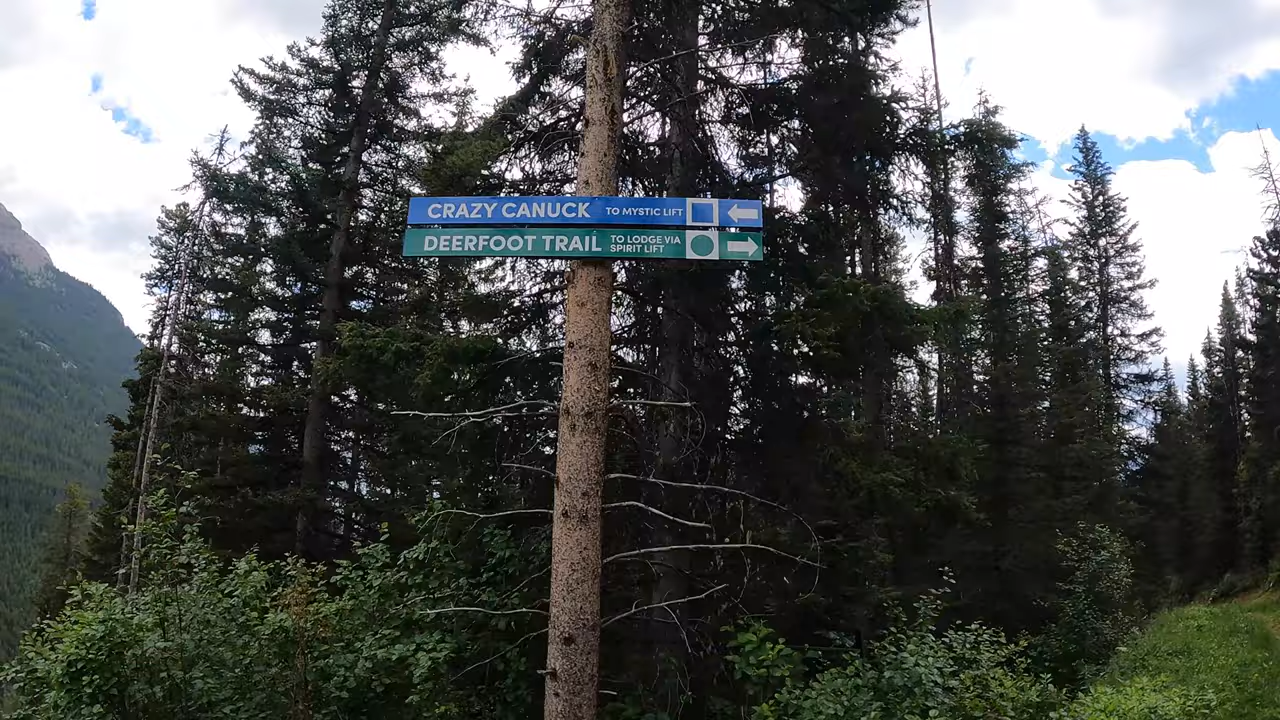 CRAZY CANUCK TO MYSTIC LIFT
DEERFOOT TRAIL TO LODGE VIA
SPIRIT LIFT